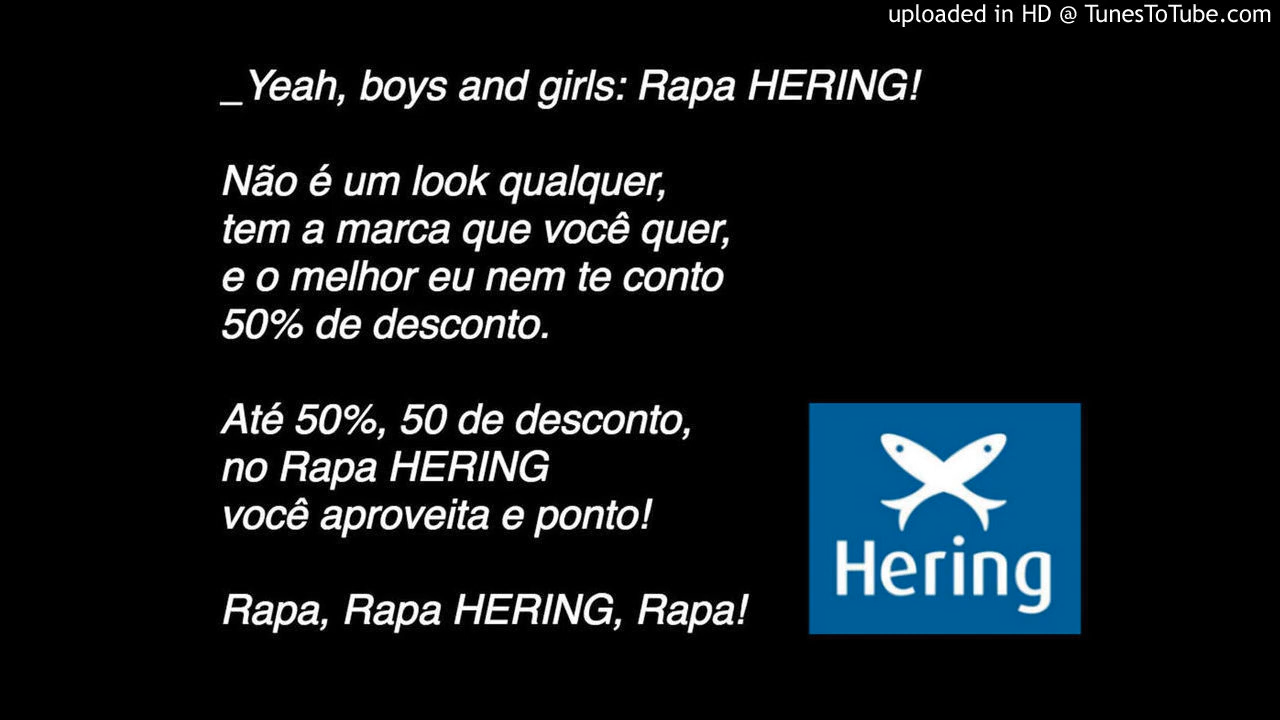 uploaded in HD @ TunesToTube.com
_Yeah, boys and girls: Rapa HERING!
Não é um look qualquer,
tem a marca que você quer,
e o melhor eu nem te conto
50% de desconto.
Até 50%, 50 de desconto,
no Rapa HERING
você aproveita e ponto!
Rapa, Rapa HERING, Rapa!
Hering